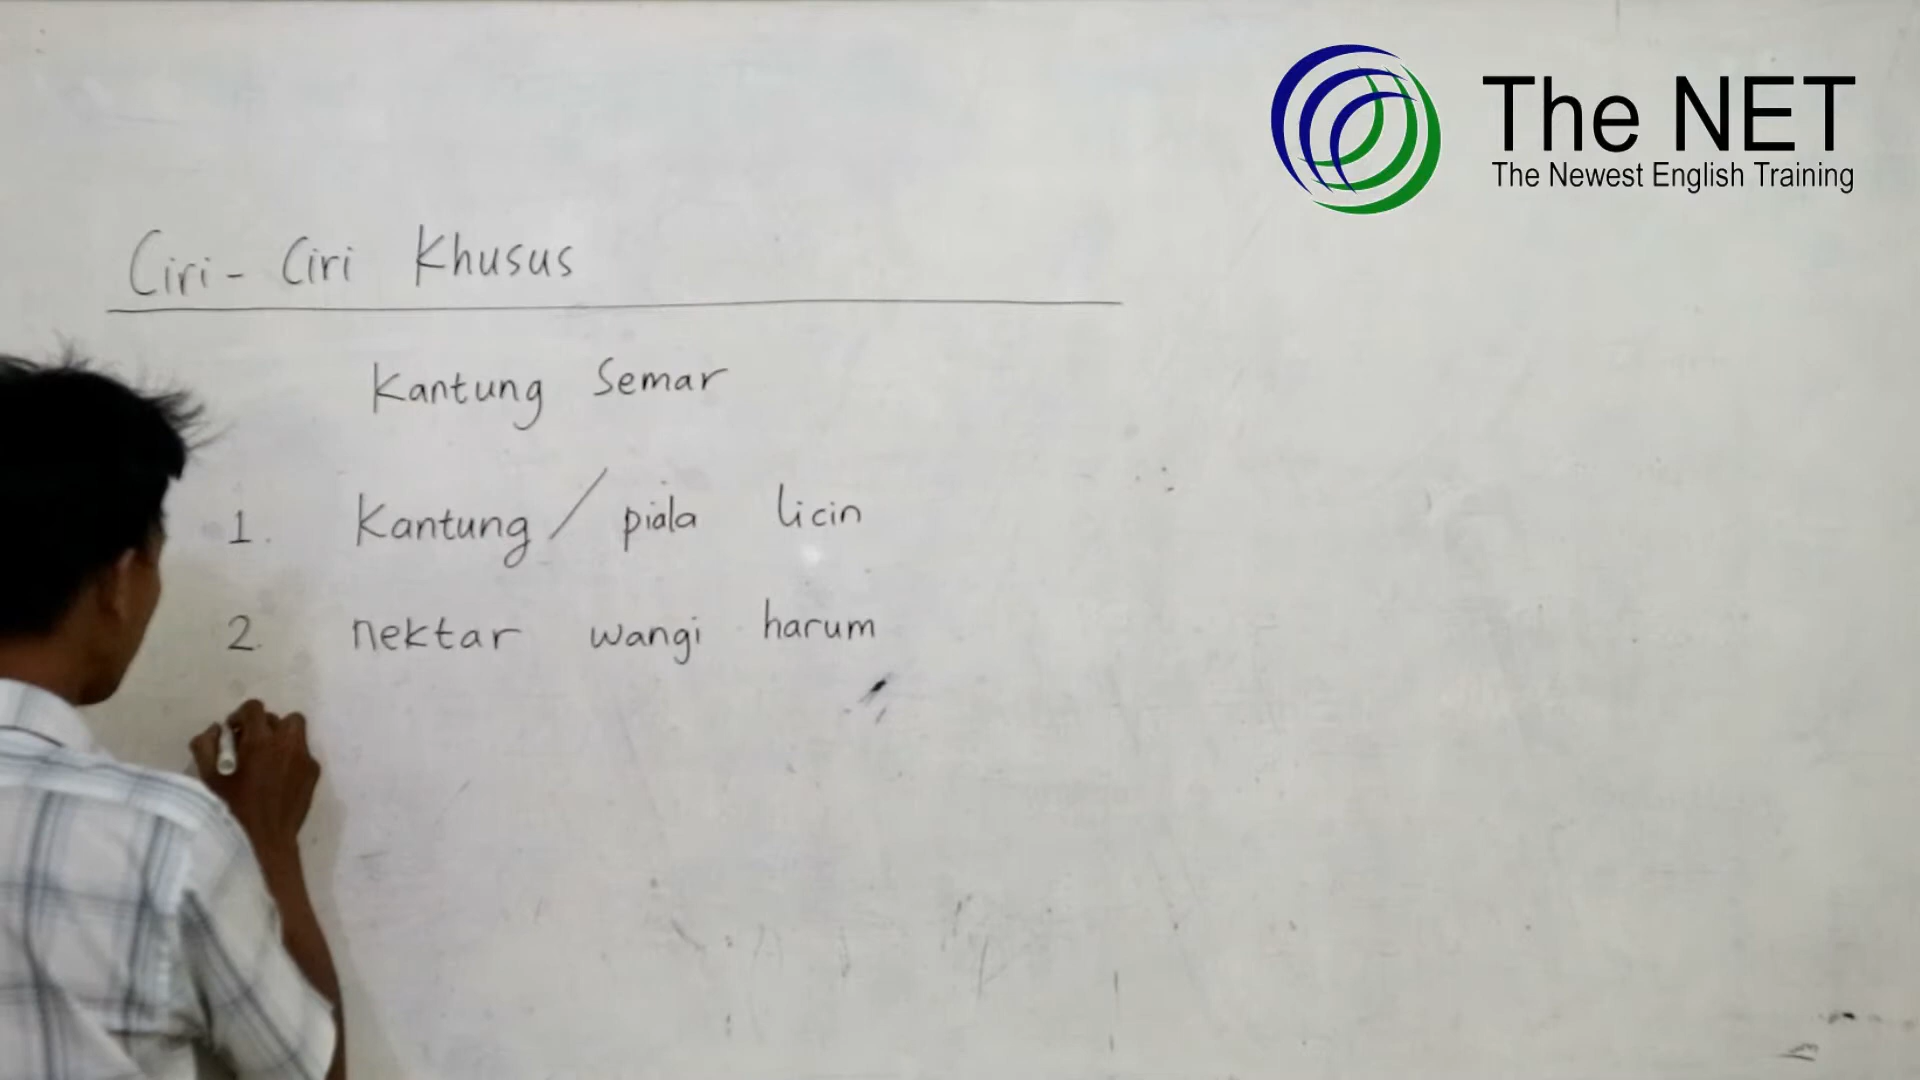 The NET
The Newest English Training
Ciri - Ciri Khusus
Kantung Semar
1. Kantung / piala licin
2. nektar wangi harum